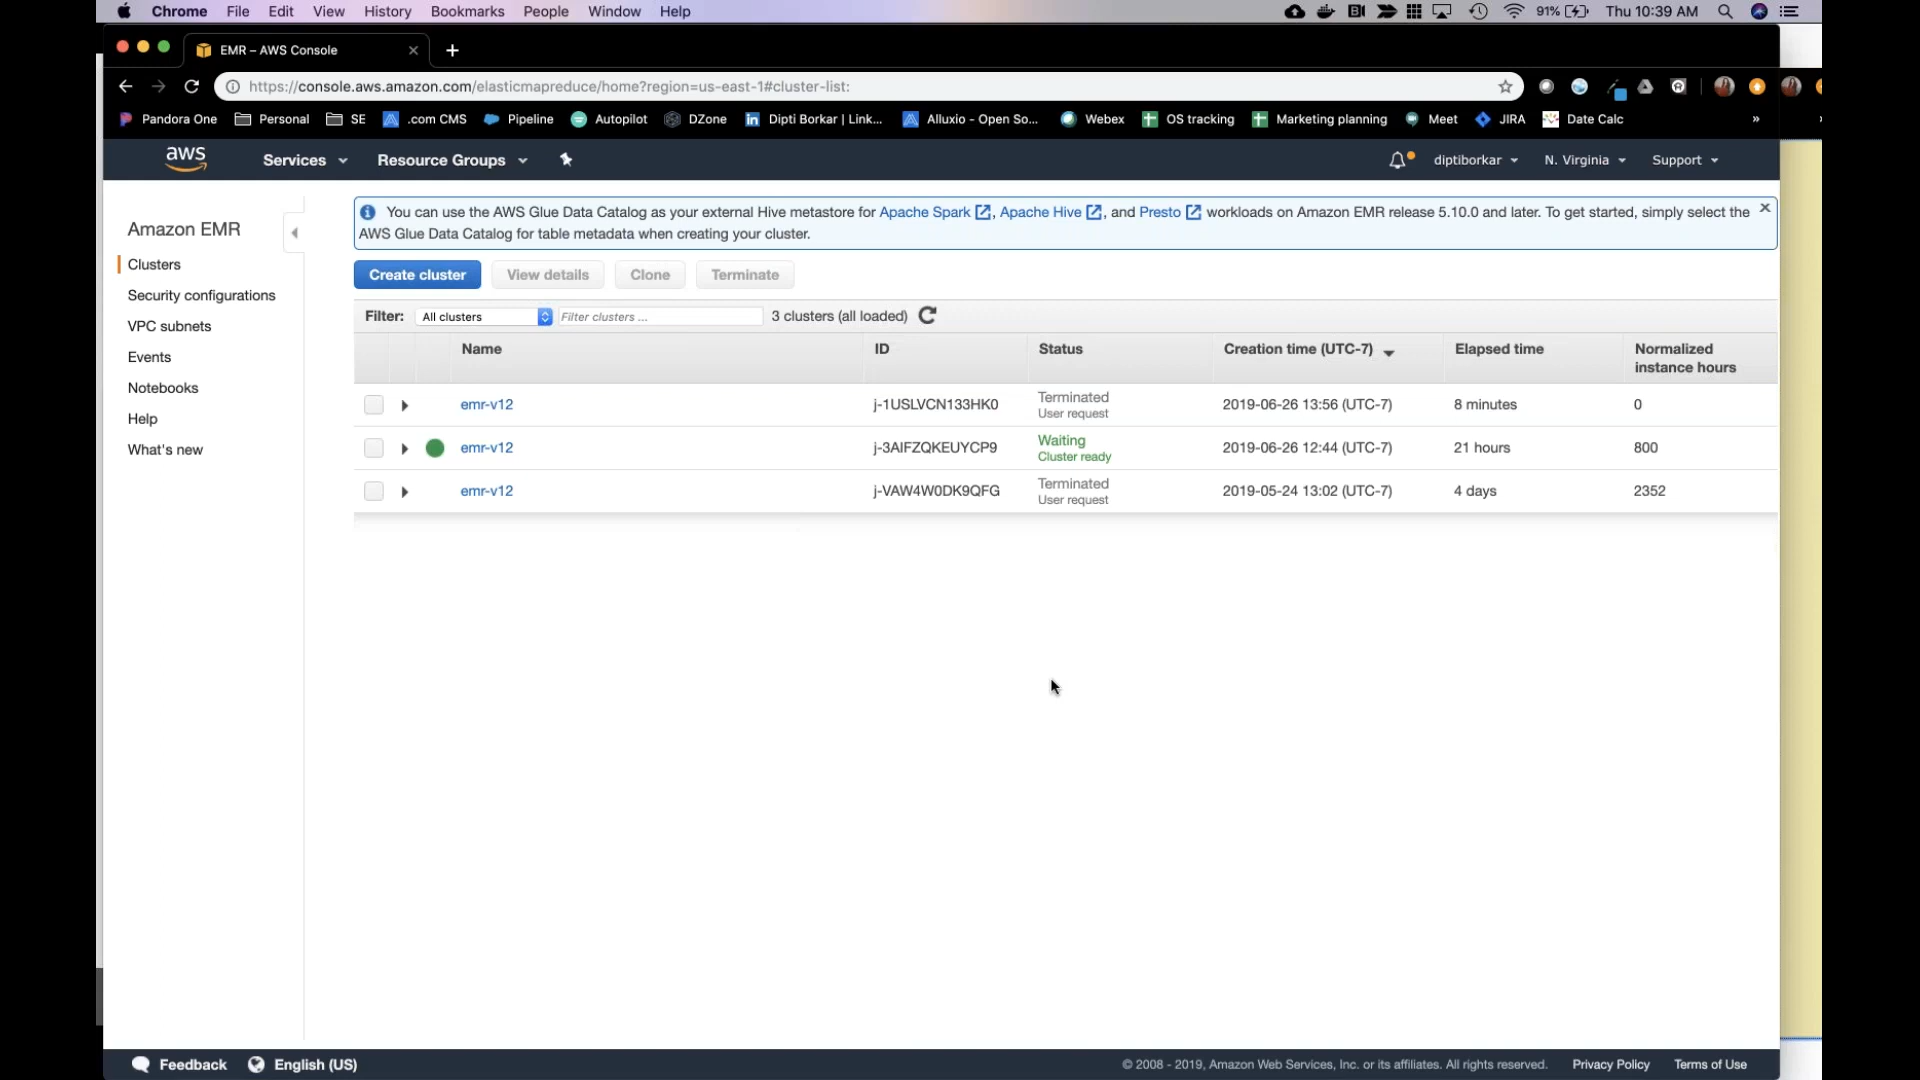 Chrome File Edit View History Bookmarks People Window Help 91% Thu 10:39 AM
EMR – AWS Console
https://console.aws.amazon.com/elasticmapreduce/home?region=us-east-1#cluster-list:
Pandora One Personal SE .com CMS Pipeline Autopilot DZone Dipti Borkar | Link... Alluxio - Open So... Webex OS tracking Marketing planning Meet JIRA Date Calc »
aws Services Resource Groups diptiborkar N. Virginia Support
Amazon EMR
Clusters
Security configurations
VPC subnets
Events
Notebooks
Help
What's new
You can use the AWS Glue Data Catalog as your external Hive metastore for Apache Spark, Apache Hive, and Presto workloads on Amazon EMR release 5.10.0 and later. To get started, simply select the
AWS Glue Data Catalog for table metadata when creating your cluster.
Create cluster View details Clone Terminate
Filter: All clusters Filter clusters ... 3 clusters (all loaded)
Name ID Status Creation time (UTC-7) Elapsed time Normalized
instance hours
emr-v12 j-1USLVCN133HK0 Terminated 2019-06-26 13:56 (UTC-7) 8 minutes 0
User request
emr-v12 j-3AIFZQKEUYCP9 Waiting 2019-06-26 12:44 (UTC-7) 21 hours 800
Cluster ready
emr-v12 j-VAW4W0DK9QFG Terminated 2019-05-24 13:02 (UTC-7) 4 days 2352
User request
Feedback English (US) © 2008 - 2019, Amazon Web Services, Inc. or its affiliates. All rights reserved. Privacy Policy Terms of Use